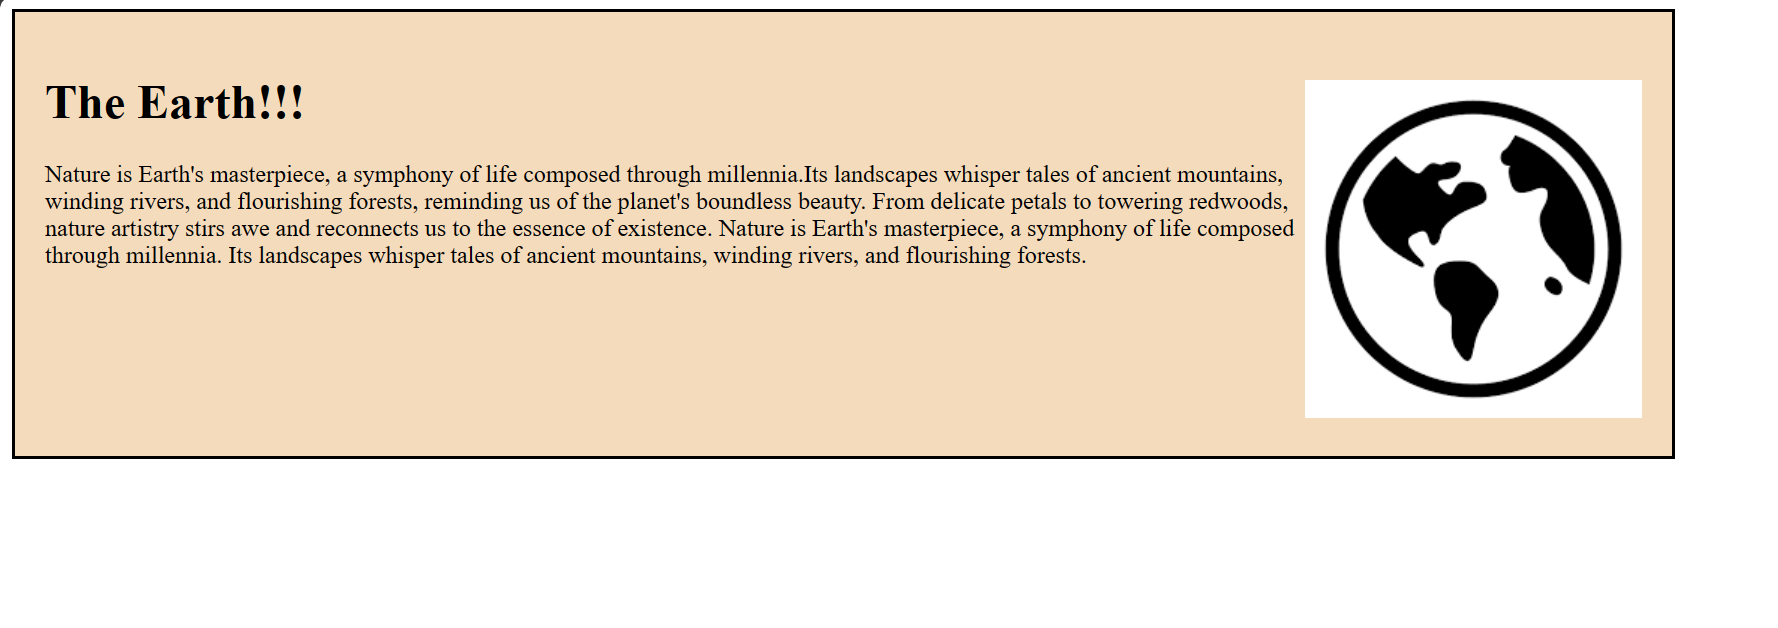 The Earth!!!
Nature is Earth's masterpiece, a symphony of life composed through millennia.Its landscapes whisper tales of ancient mountains,
winding rivers, and flourishing forests, reminding us of the planet's boundless beauty. From delicate petals to towering redwoods,
nature artistry stirs awe and reconnects us to the essence of existence. Nature is Earth's masterpiece, a symphony of life composed
through millennia. Its landscapes whisper tales of ancient mountains, winding rivers, and flourishing forests.